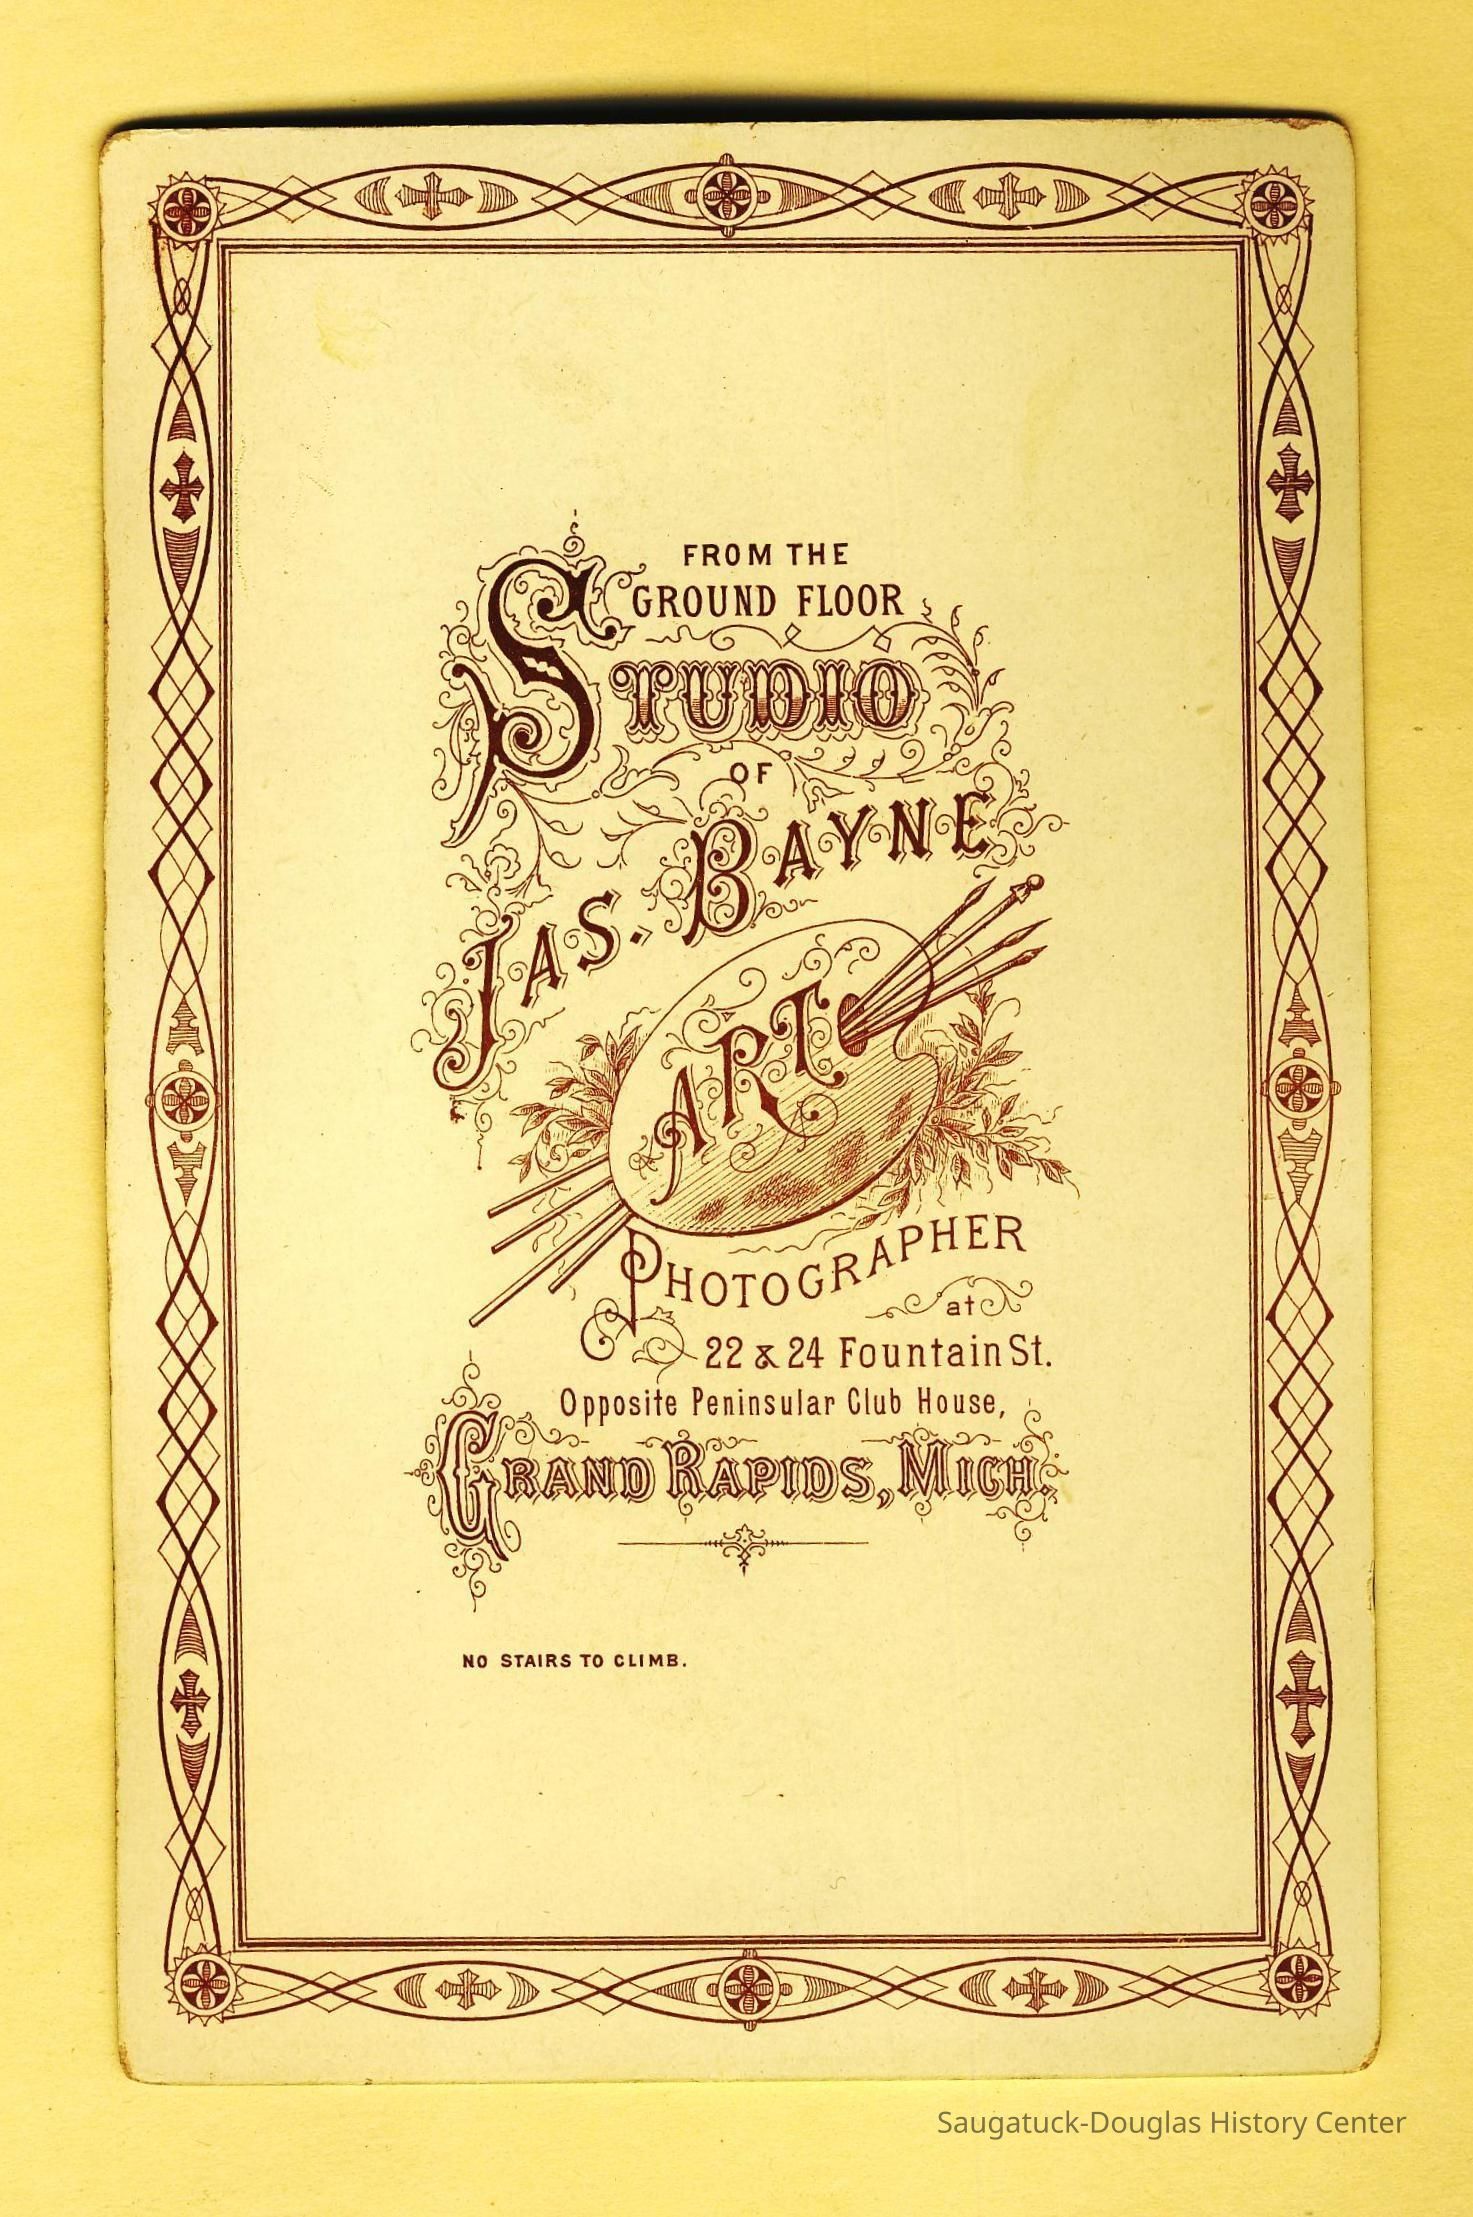 FROM THE
GROUND FLOOR
STUDIO
OF
JAS. BAYNE
ART
PHOTOGRAPHER
at
22 & 24 Fountain St.
Opposite Peninsular Club House,
GRAND RAPIDS, MICH.
NO STAIRS TO CLIMB.
Saugatuck-Douglas History Center